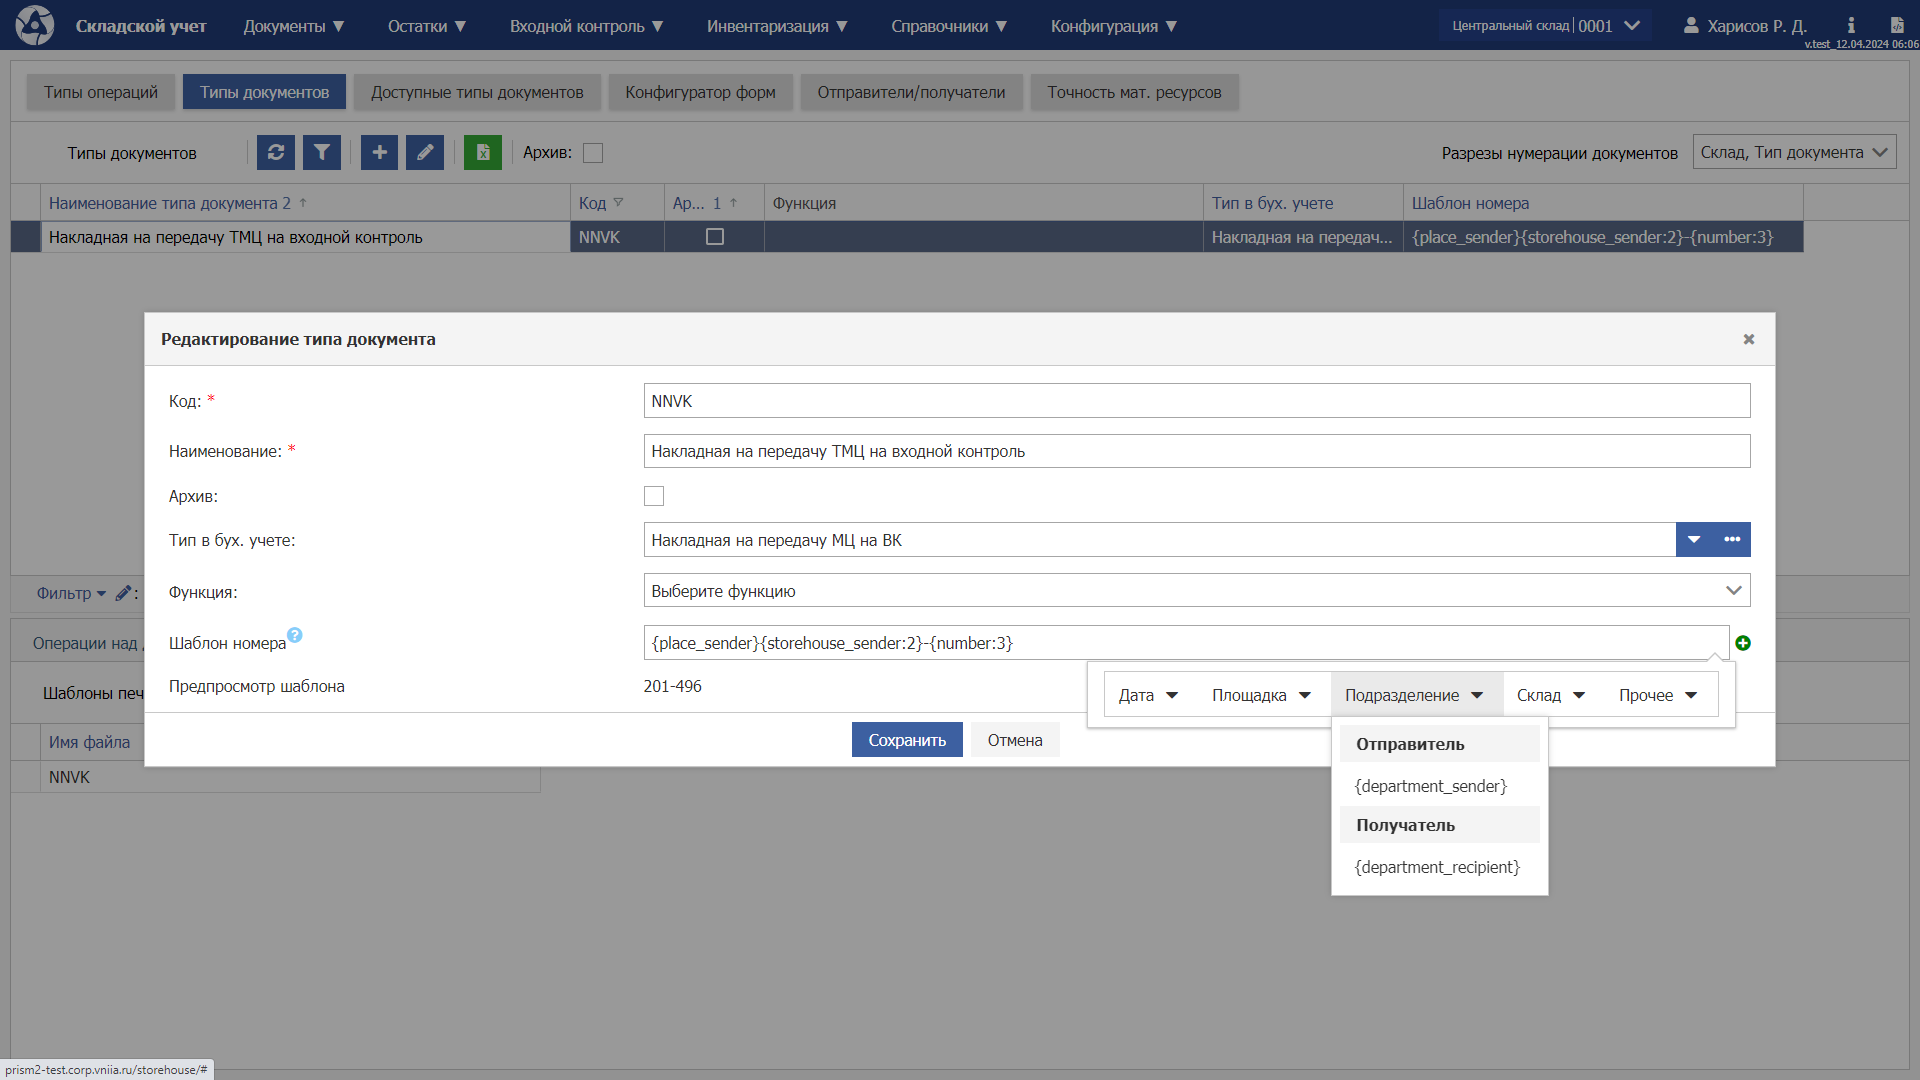 Складской учет Документы ▼ Остатки ▼ Входной контроль ▼ Инвентаризация ▼ Справочники ▼ Конфигурация ▼ Центральный склад | 0001 Харисов Р. Д.
v.test_12.04.2024 06:06
Типы операций Типы документов Доступные типы документов Конфигуратор форм Отправители/получатели Точность мат. ресурсов
Типы документов Архив: Разрезы нумерации документов Склад, Тип документа
Наименование типа документа 2 ↑ Код Ар... 1 ↑ Функция Тип в бух. учете Шаблон номера
Накладная на передачу ТМЦ на входной контроль NNVK Накладная на передач... {place_sender}{storehouse_sender:2}-{number:3}
Редактирование типа документа
Код: * NNVK
Наименование: * Накладная на передачу ТМЦ на входной контроль
Архив:
Тип в бух. учете: Накладная на передачу МЦ на ВК
Фильтр :
Функция: Выберите функцию
Операции над
Шаблон номера {place_sender}{storehouse_sender:2}-{number:3}
Предпросмотр шаблона 201-496
Шаблоны печ
Дата Площадка Подразделение Склад Прочее
Сохранить Отмена
Имя файла
NNVK
Отправитель
{department_sender}
Получатель
{department_recipient}
prism2-test.corp.vniia.ru/storehouse/#